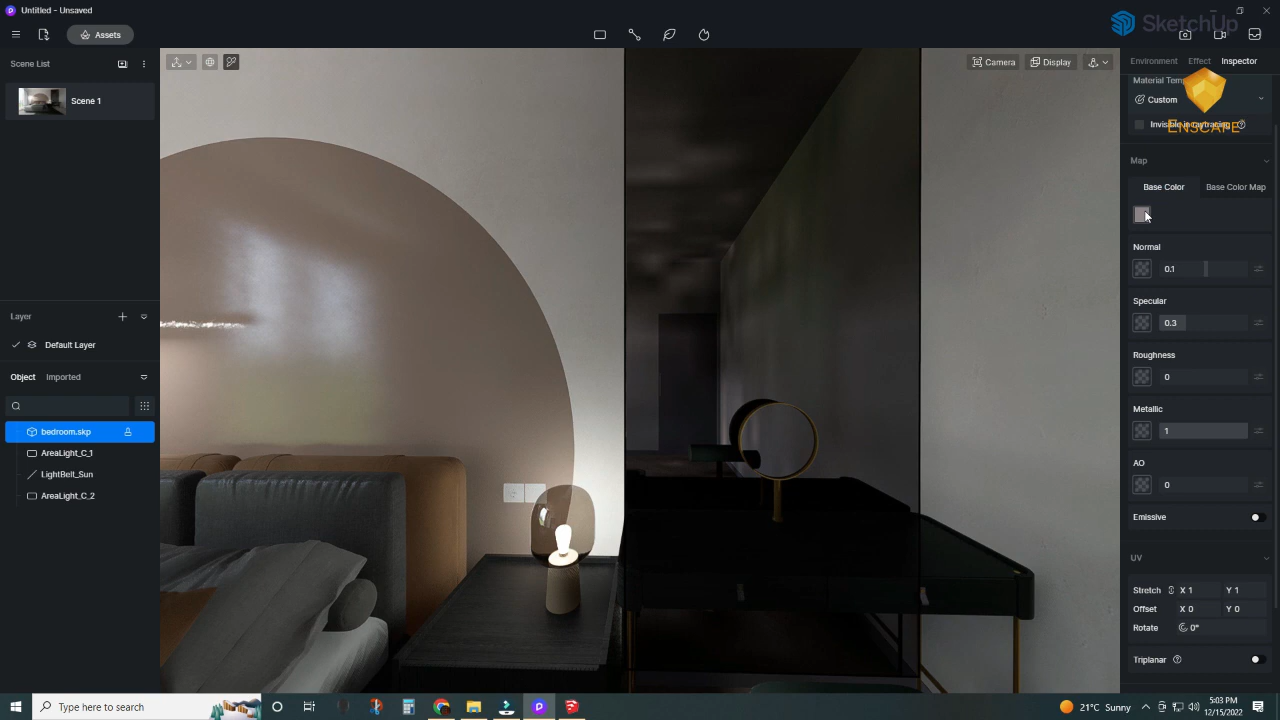 Untitled - Unsaved
SketchUp
Assets
Scene List
Scene 1
Camera
Display
Environment Effect Inspector
Material Temp
Custom
ENSCAPE
Map
Base Color Base Color Map
Normal
0.1
Specular
0.3
Roughness
0
Metallic
1
AO
0
Emissive
UV
Stretch X 1 Y 1
Offset X 0 Y 0
Rotate 0°
Triplanar
Layer
Default Layer
Object Imported
bedroom.skp
AreaLight_C_1
LightBelt_Sun
AreaLight_C_2
Type here to search
21°C Sunny
5:03 PM
12/15/2022